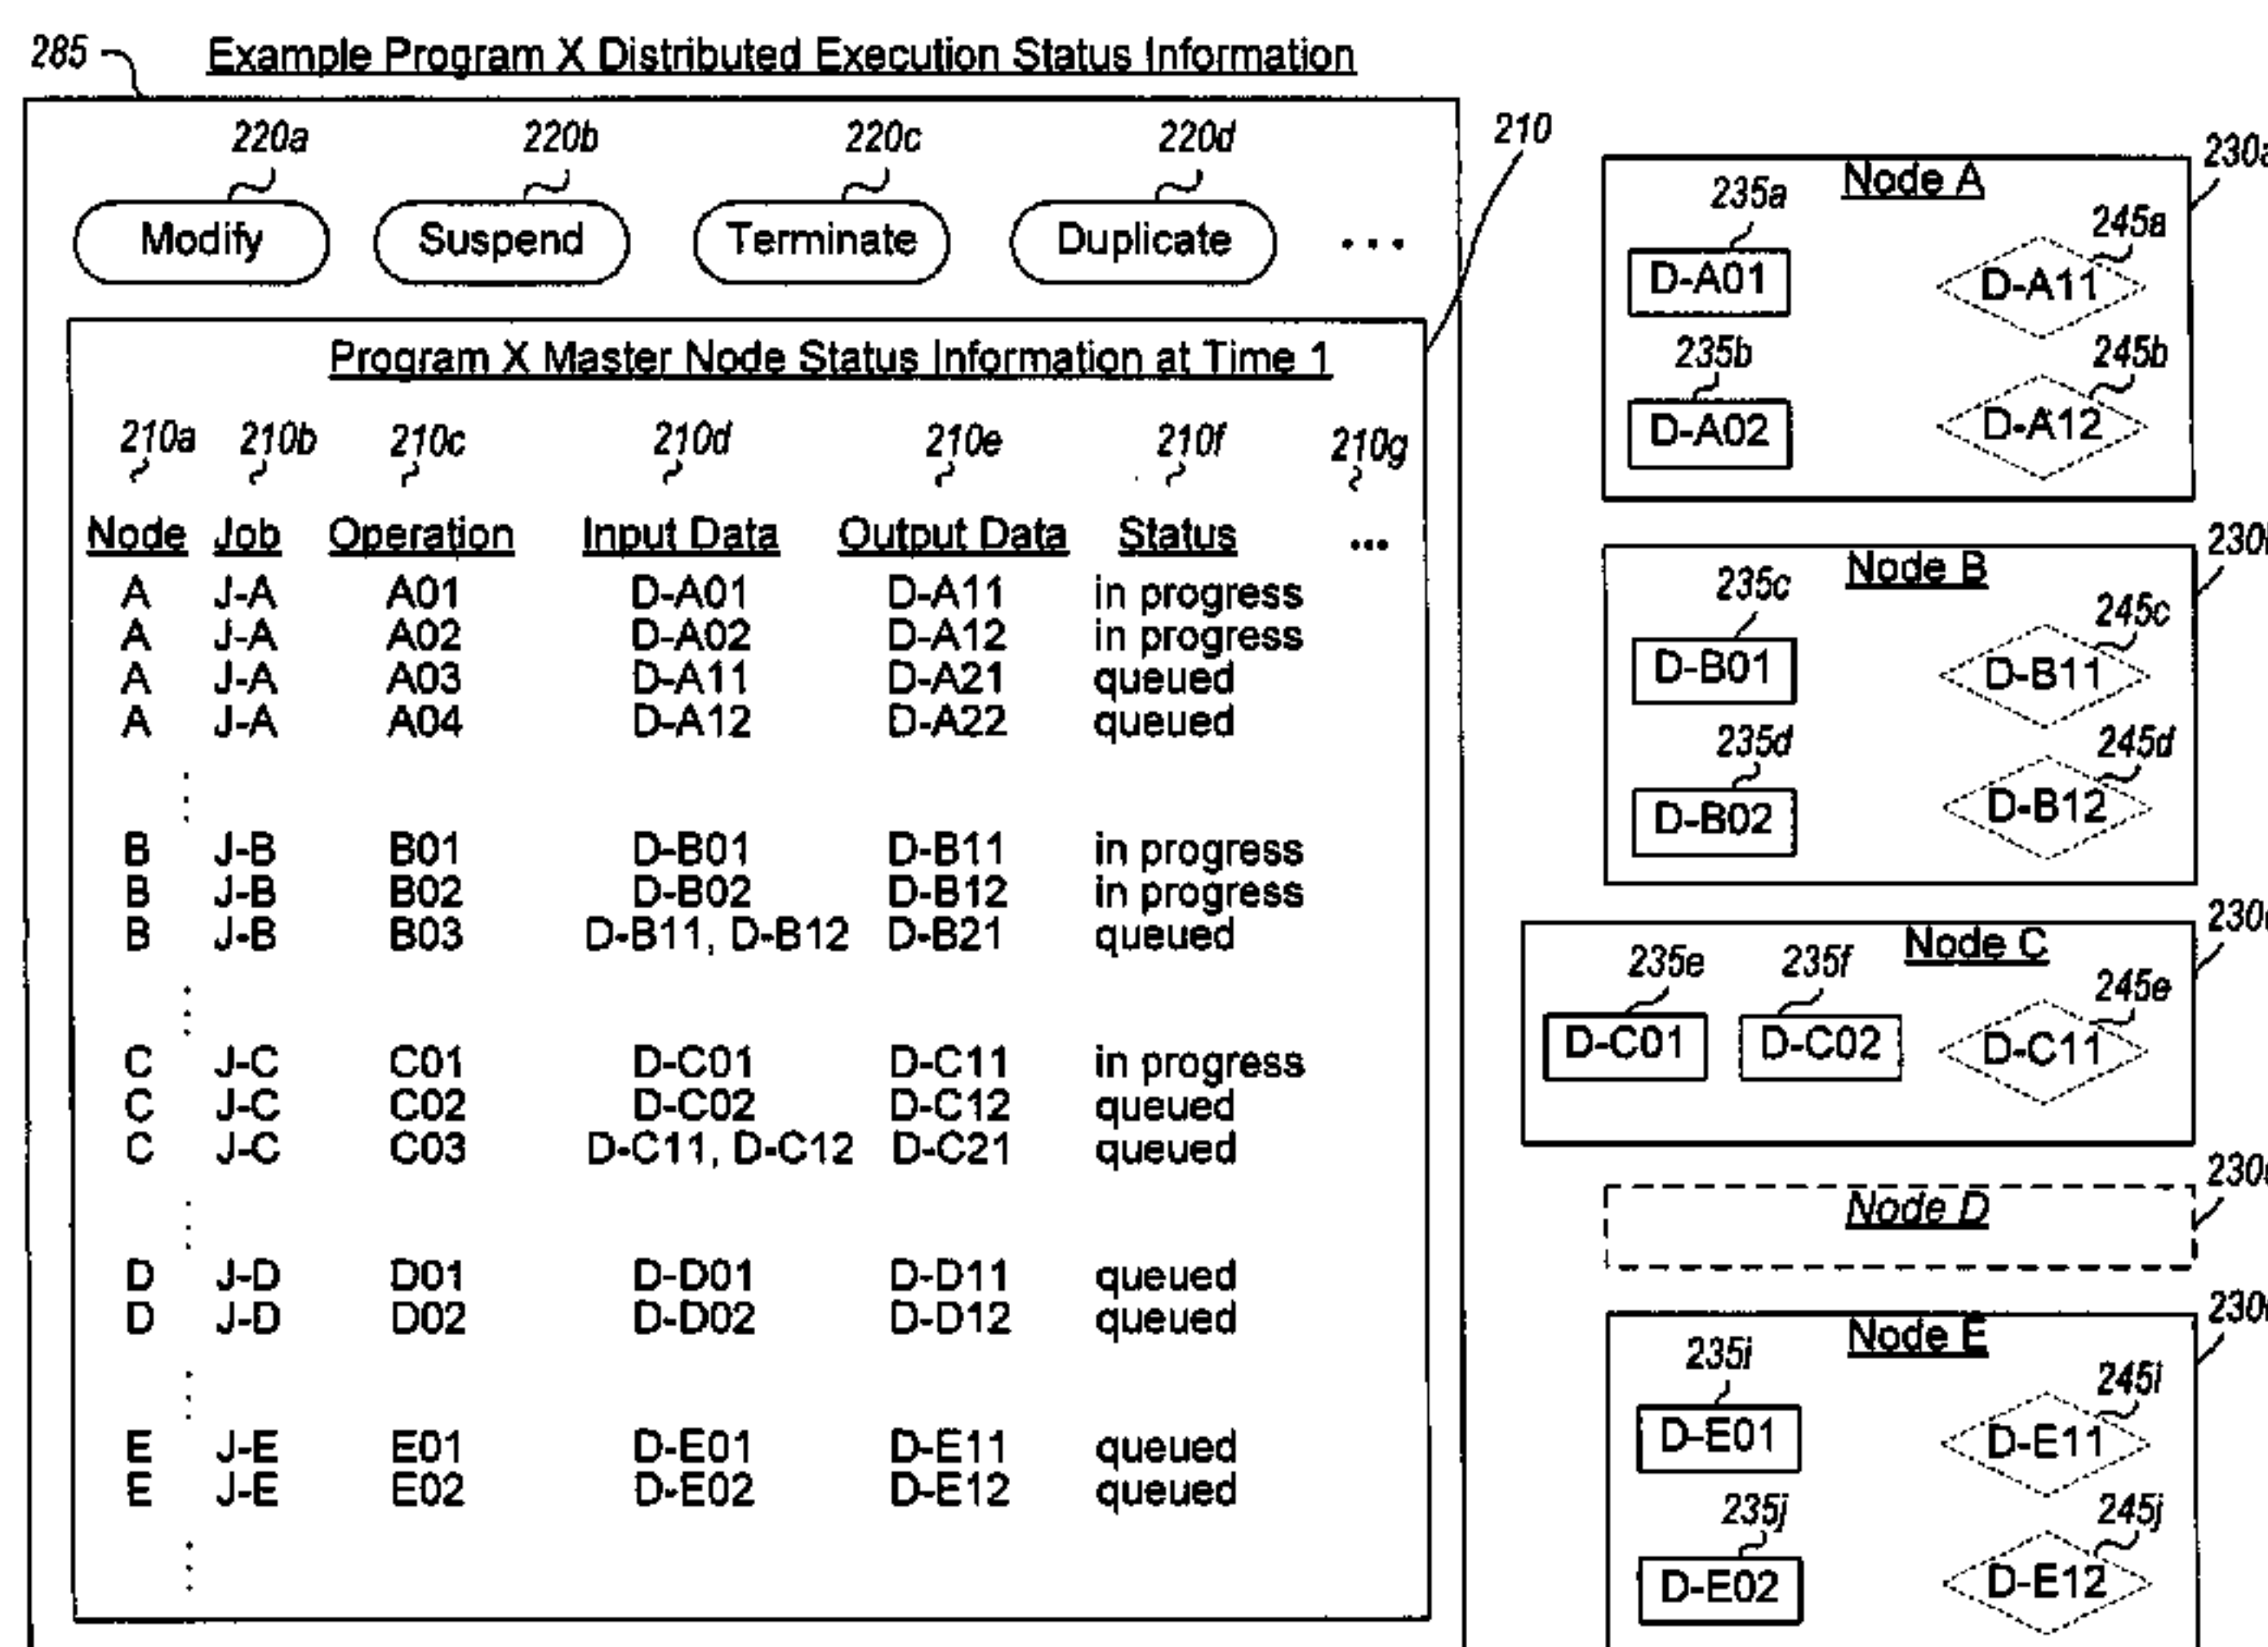 285
Example Program X Distributed Execution Status Information
220a 220b 220c 220d
Modify Suspend Terminate Duplicate ...
210
Program X Master Node Status Information at Time 1
210a 210b 210c 210d 210e 210f 210g
Node Job Operation Input Data Output Data Status ...
A J-A A01 D-A01 D-A11 in progress
A J-A A02 D-A02 D-A12 in progress
A J-A A03 D-A11 D-A21 queued
A J-A A04 D-A12 D-A22 queued
B J-B B01 D-B01 D-B11 in progress
B J-B B02 D-B02 D-B12 in progress
B J-B B03 D-B11, D-B12 D-B21 queued
C J-C C01 D-C01 D-C11 in progress
C J-C C02 D-C02 D-C12 queued
C J-C C03 D-C11, D-C12 D-C21 queued
D J-D D01 D-D01 D-D11 queued
D J-D D02 D-D02 D-D12 queued
E J-E E01 D-E01 D-E11 queued
E J-E E02 D-E02 D-E12 queued
230a
Node A
235a 245a
D-A01 D-A11
235b 245b
D-A02 D-A12
Node B
235c 245c
D-B01 D-B11
235d 245d
D-B02 D-B12
Node C
235e 235f 245e
D-C01 D-C02 D-C11
Node D
Node E
235i 245i
D-E01 D-E11
235j 245j
D-E02 D-E12